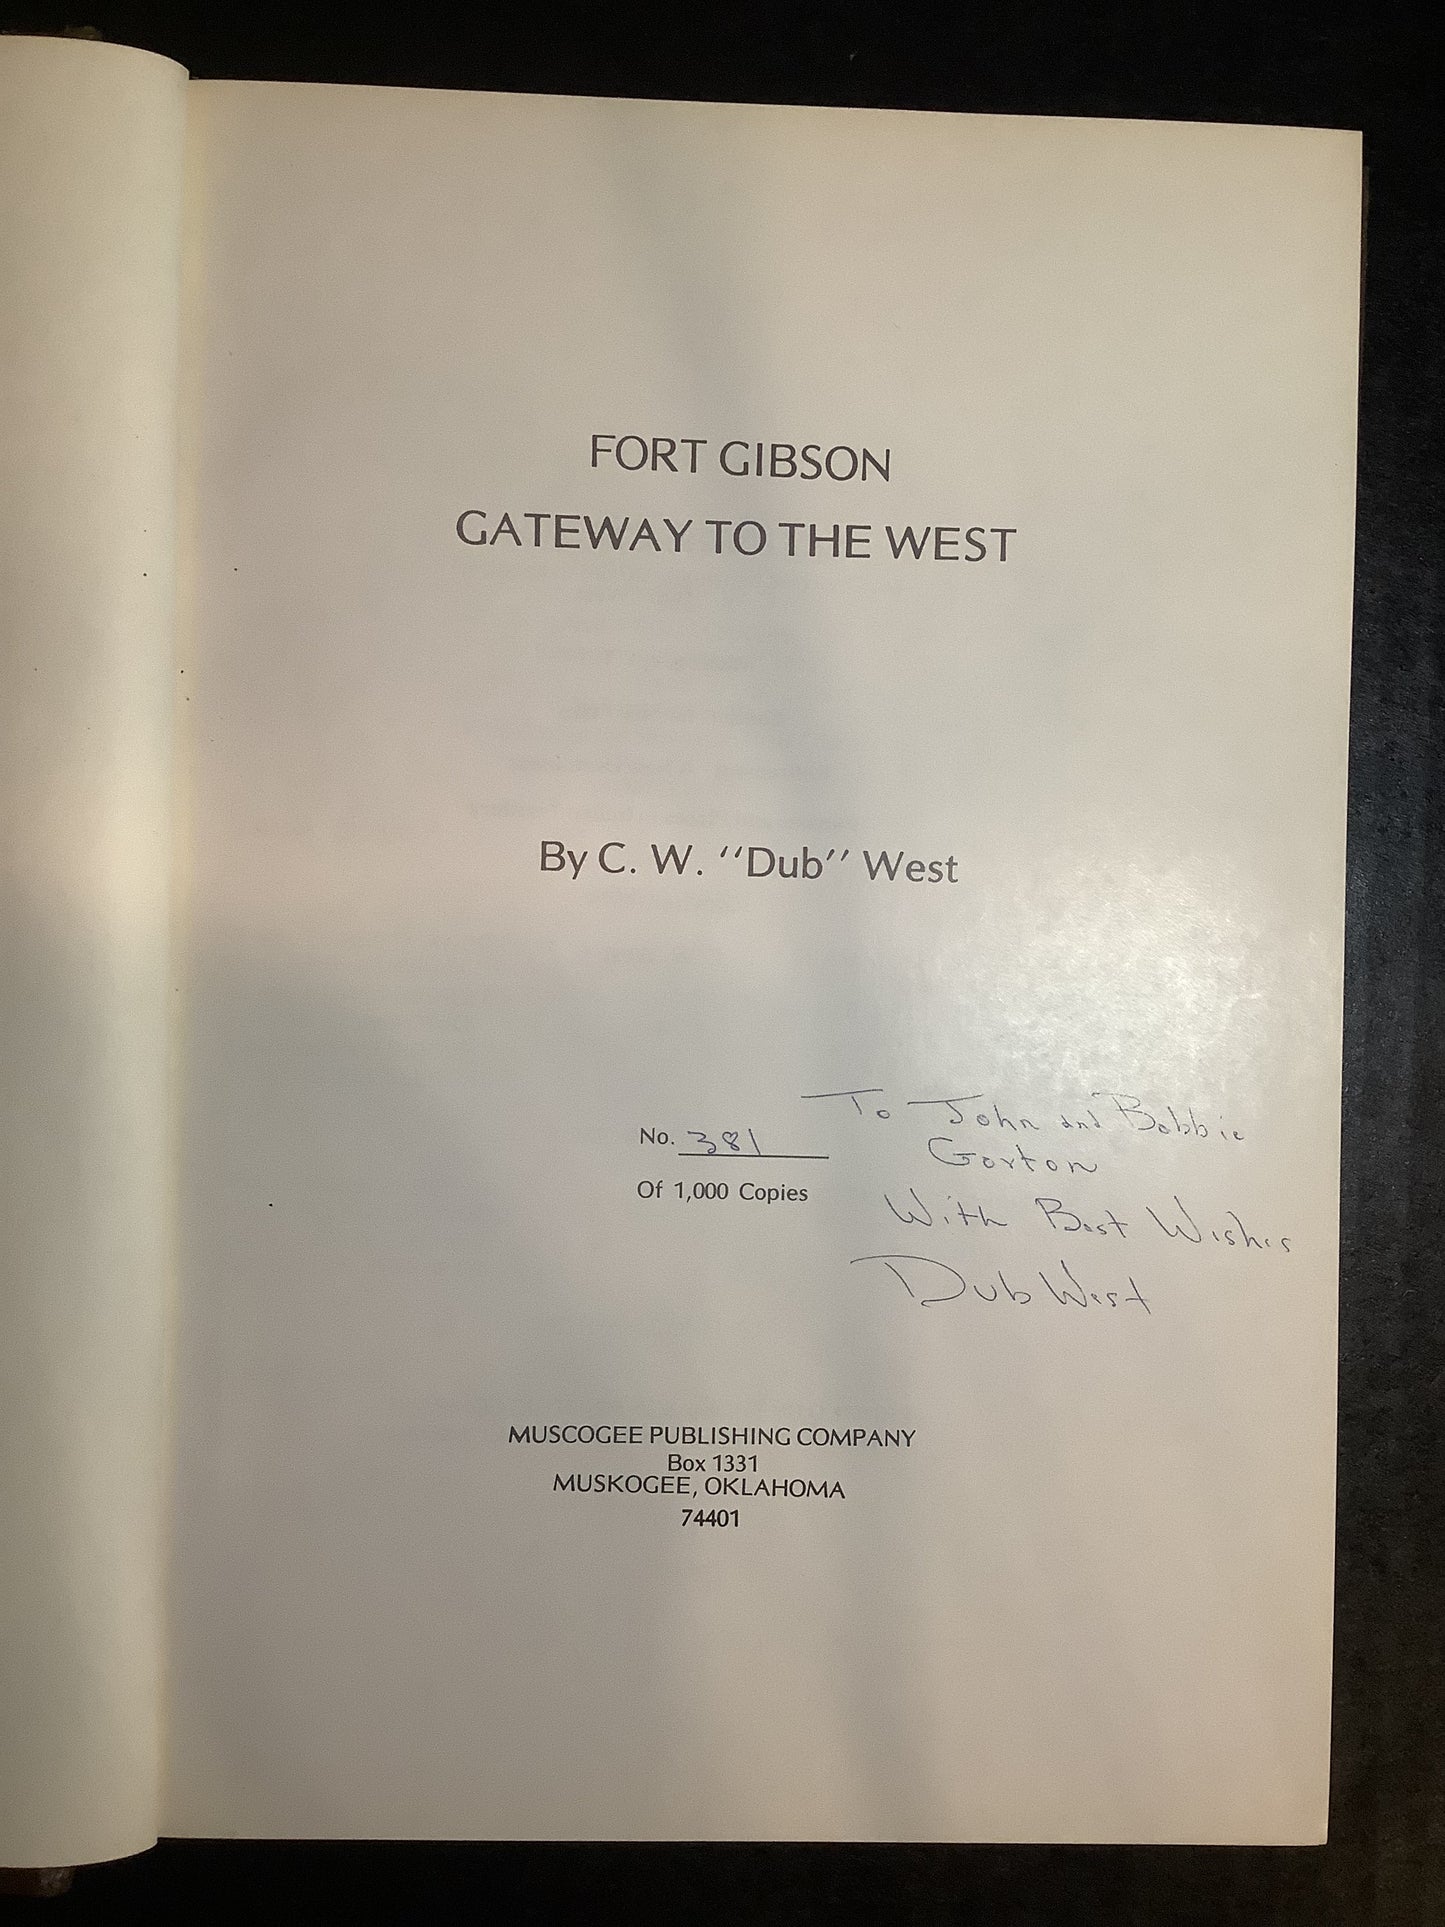 FORT GIBSON
GATEWAY TO THE WEST
By C. W. "Dub" West
No. 381
Of 1,000 Copies
To John and Bobbie
Gorton
With Best Wishes
Dub West
MUSCOGEE PUBLISHING COMPANY
Box 1331
MUSKOGEE, OKLAHOMA
74401